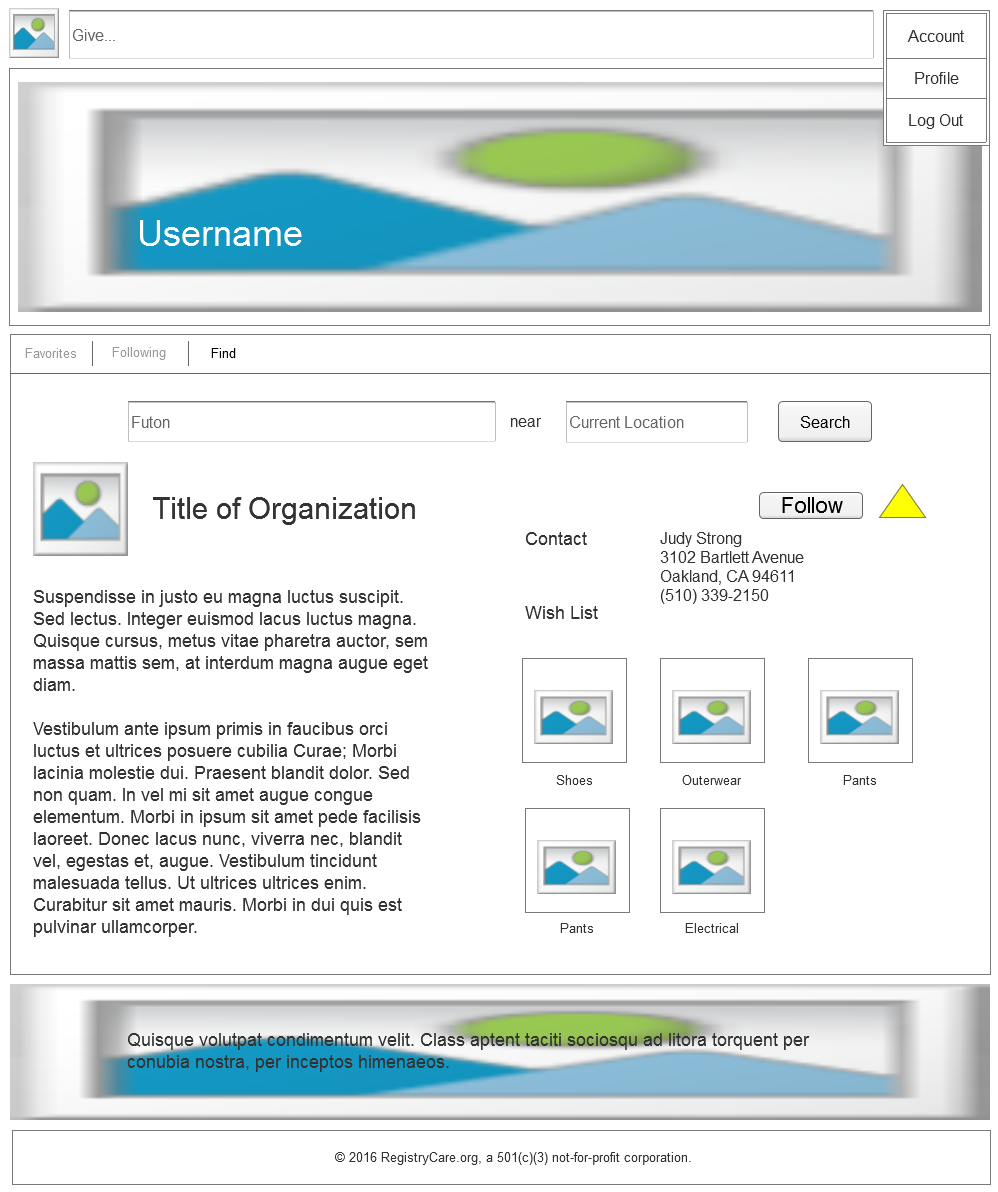 Give...
Account
Profile
Log Out
Username
Favorites
Following
Find
Futon
near
Current Location
Search
Title of Organization
Follow
Contact
Judy Strong
3102 Bartlett Avenue
Oakland, CA 94611
(510) 339-2150
Wish List
Suspendisse in justo eu magna luctus suscipit.
Sed lectus. Integer euismod lacus luctus magna.
Quisque cursus, metus vitae pharetra auctor, sem
massa mattis sem, at interdum magna augue eget
diam.
Vestibulum ante ipsum primis in faucibus orci
luctus et ultrices posuere cubilia Curae; Morbi
lacinia molestie dui. Praesent blandit dolor. Sed
non quam. In vel mi sit amet augue congue
elementum. Morbi in ipsum sit amet pede facilisis
laoreet. Donec lacus nunc, viverra nec, blandit
vel, egestas et, augue. Vestibulum tincidunt
malesuada tellus. Ut ultrices ultrices enim.
Curabitur sit amet mauris. Morbi in dui quis est
pulvinar ullamcorper.
Shoes
Outerwear
Pants
Pants
Electrical
Quisque volutpat condimentum velit. Class aptent taciti sociosqu ad litora torquent per
conubia nostra, per inceptos himenaeos.
© 2016 RegistryCare.org, a 501(c)(3) not-for-profit corporation.